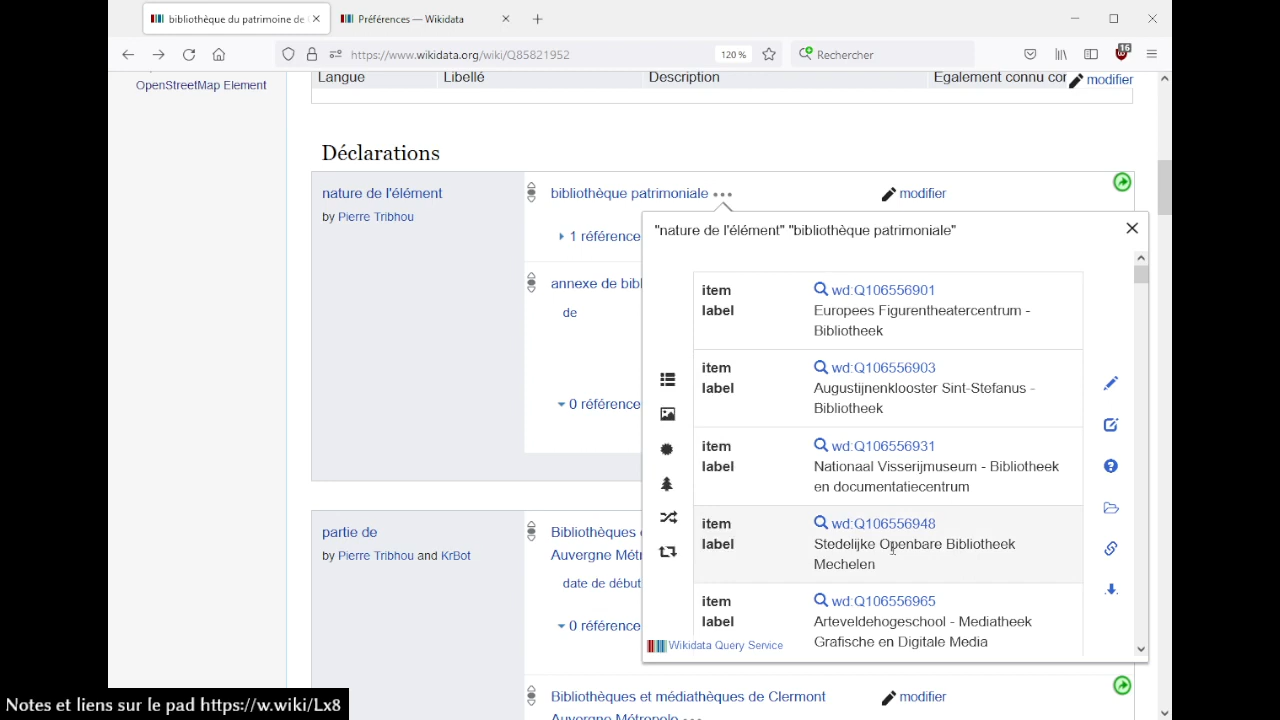 bibliothèque du patrimoine de
Préférences — Wikidata
https://www.wikidata.org/wiki/Q85821952
120 %
Rechercher
16
OpenStreetMap Element
Langue
Libellé
Description
Également connu com
modifier
Déclarations
nature de l'élément
by Pierre Tribhou
bibliothèque patrimoniale
modifier
1 référence
annexe de bibl
de
0 référence
"nature de l'élément" "bibliothèque patrimoniale"
item wd:Q106556901
label Europees Figurentheatercentrum -
Bibliotheek
item wd:Q106556903
label Augustijnenklooster Sint-Stefanus -
Bibliotheek
item wd:Q106556931
label Nationaal Visserijmuseum - Bibliotheek
en documentatiecentrum
item wd:Q106556948
label Stedelijke Openbare Bibliotheek
Mechelen
item wd:Q106556965
label Arteveldehogeschool - Mediatheek
Grafische en Digitale Media
Wikidata Query Service
partie de
by Pierre Tribhou and KrBot
Bibliothèques
Auvergne Métr
date de début
0 référence
Bibliothèques et médiathèques de Clermont
Auvergne Métropole
modifier
Notes et liens sur le pad https://w.wiki/Lx8